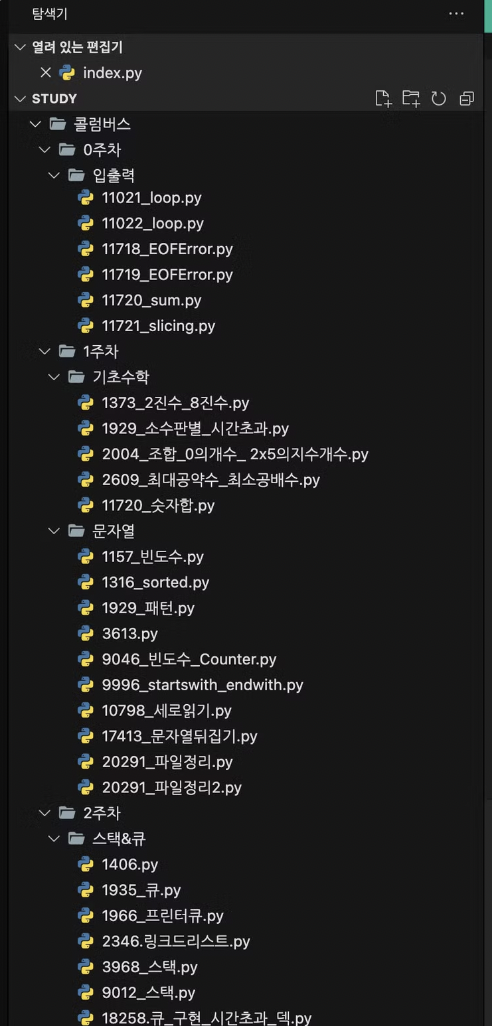 탐색기
열려 있는 편집기
index.py
STUDY
콜럼버스
0주차
입출력
11021_loop.py
11022_loop.py
11718_EOFError.py
11719_EOFError.py
11720_sum.py
11721_slicing.py
1주차
기초수학
1373_2진수_8진수.py
1929_소수판별_시간초과.py
2004_조합_0의개수_ 2x5의지수개수.py
2609_최대공약수_최소공배수.py
11720_숫자합.py
문자열
1157_빈도수.py
1316_sorted.py
1929_패턴.py
3613.py
9046_빈도수_Counter.py
9996_startswith_endwith.py
10798_세로읽기.py
17413_문자열뒤집기.py
20291_파일정리.py
20291_파일정리2.py
2주차
스택&큐
1406.py
1935_큐.py
1966_프린터큐.py
2346.링크드리스트.py
3968_스택.py
9012_스택.py
18258.큐_구현_시간초과_덱.py